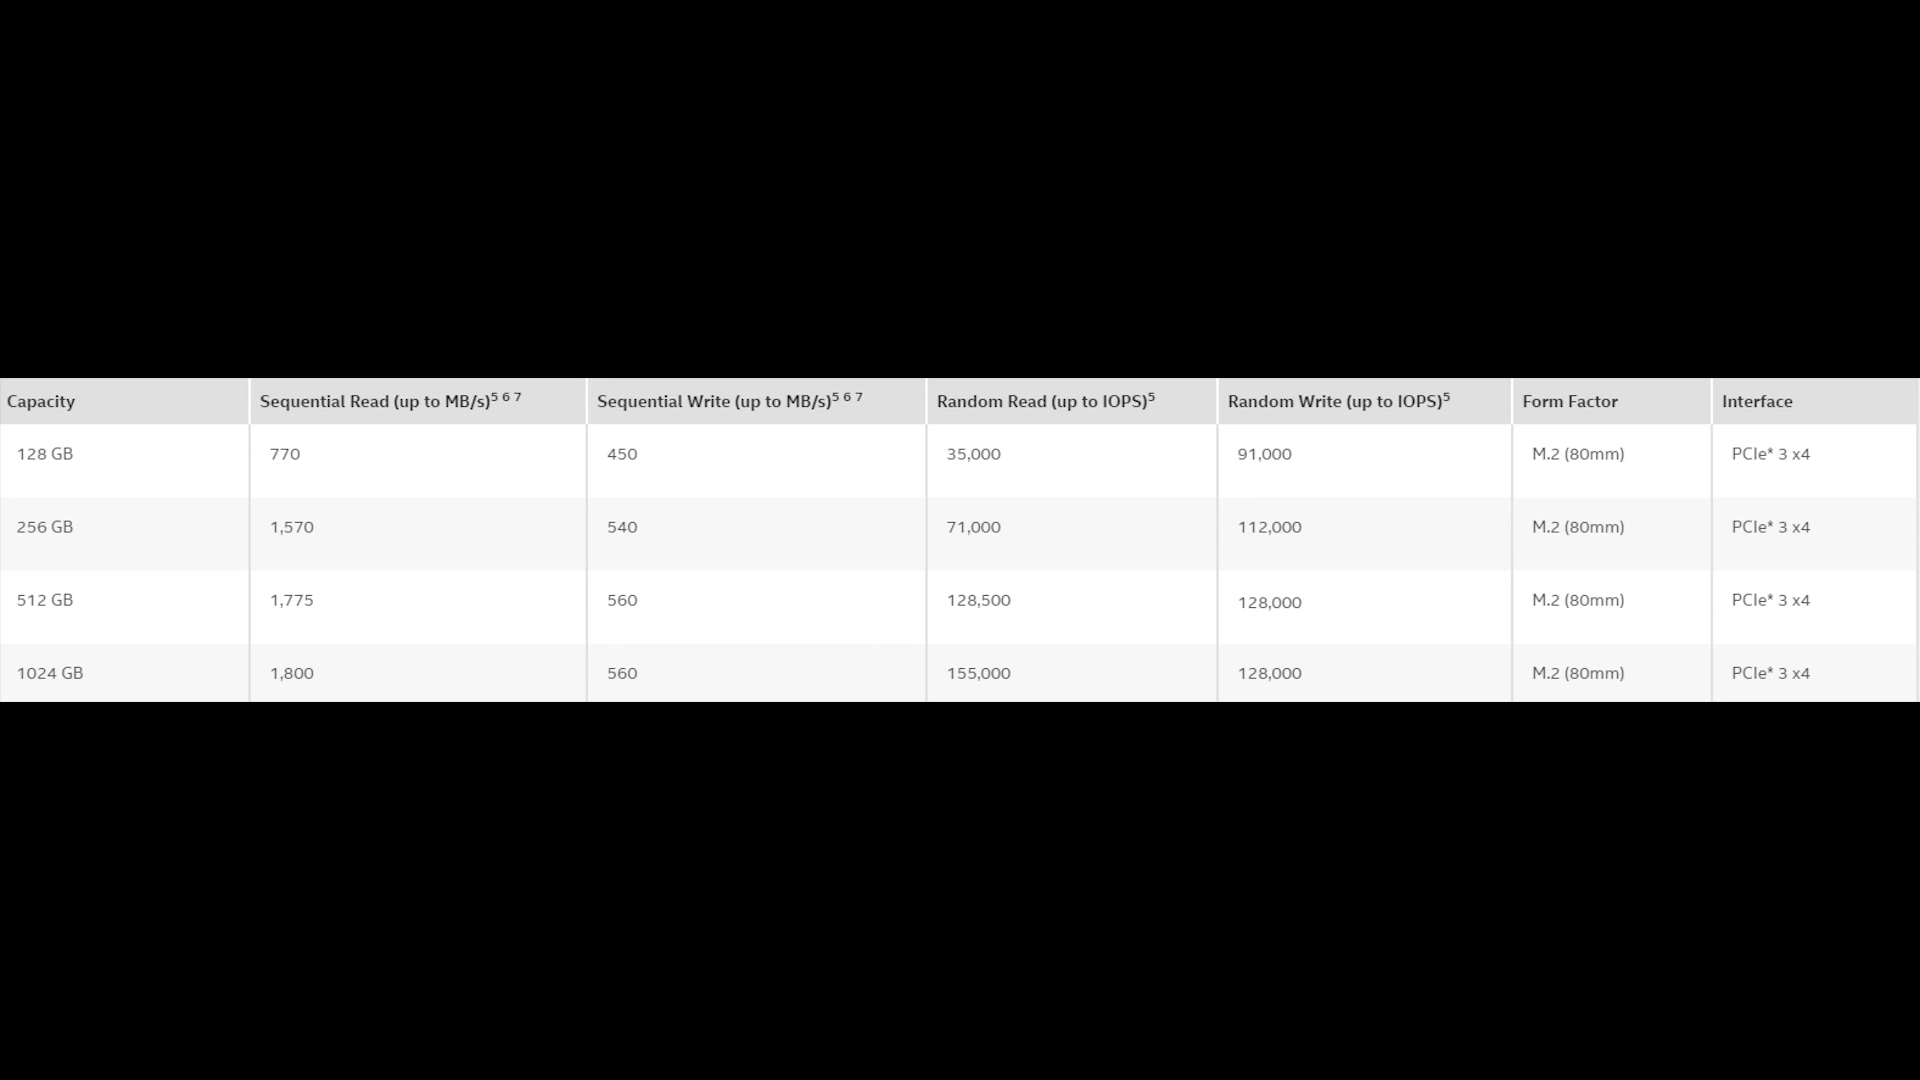 Capacity Sequential Read (up to MB/s)5 6 7 Sequential Write (up to MB/s)5 6 7 Random Read (up to IOPS)5 Random Write (up to IOPS)5 Form Factor Interface
128 GB 770 450 35,000 91,000 M.2 (80mm) PCIe* 3 x4
256 GB 1,570 540 71,000 112,000 M.2 (80mm) PCIe* 3 x4
512 GB 1,775 560 128,500 128,000 M.2 (80mm) PCIe* 3 x4
1024 GB 1,800 560 155,000 128,000 M.2 (80mm) PCIe* 3 x4